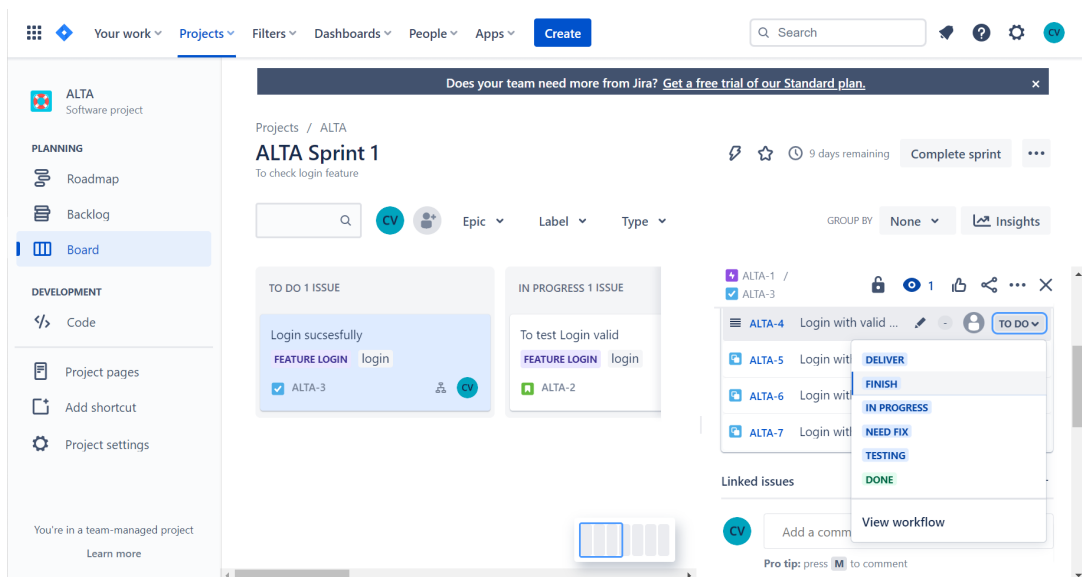 Your work Projects Filters Dashboards People Apps Create Search CV
Does your team need more from Jira? Get a free trial of our Standard plan. ×
ALTA
Software project
PLANNING
Roadmap
Backlog
Board
DEVELOPMENT
Code
Project pages
Add shortcut
Project settings
You're in a team-managed project
Learn more
Projects / ALTA
ALTA Sprint 1
To check login feature
9 days remaining Complete sprint
CV Epic Label Type GROUP BY None Insights
TO DO 1 ISSUE
Login sucsesfully
FEATURE LOGIN login
ALTA-3 CV
IN PROGRESS 1 ISSUE
To test Login valid
FEATURE LOGIN login
ALTA-2
ALTA-1 /
ALTA-3
1
ALTA-4 Login with valid ... - TO DO
ALTA-5 Login wit
ALTA-6 Login wit
ALTA-7 Login wit
DELIVER
FINISH
IN PROGRESS
NEED FIX
TESTING
DONE
View workflow
Linked issues
CV Add a comm
Pro tip: press M to comment